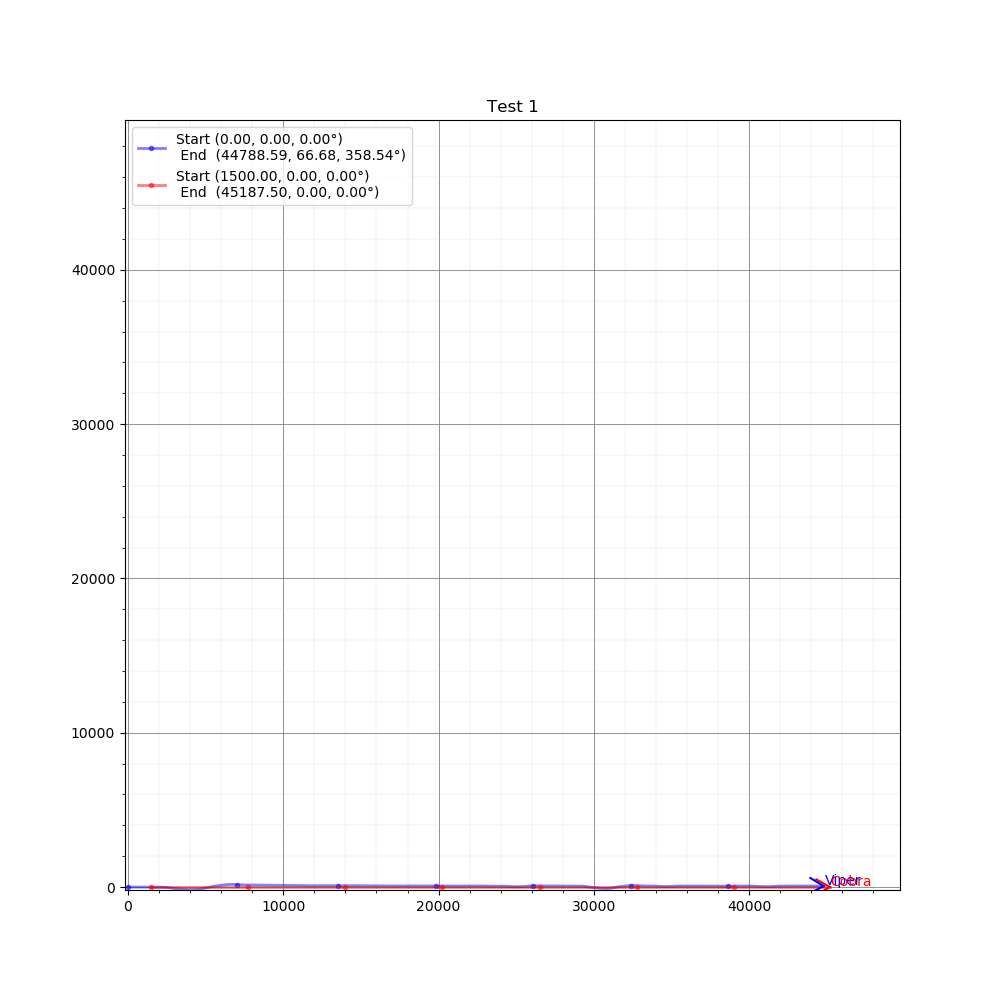 Test 1
Start (0.00, 0.00, 0.00°)
End (44788.59, 66.68, 358.54°)
Start (1500.00, 0.00, 0.00°)
End (45187.50, 0.00, 0.00°)
40000
30000
20000
10000
0
Viper
Cobra
0
10000
20000
30000
40000